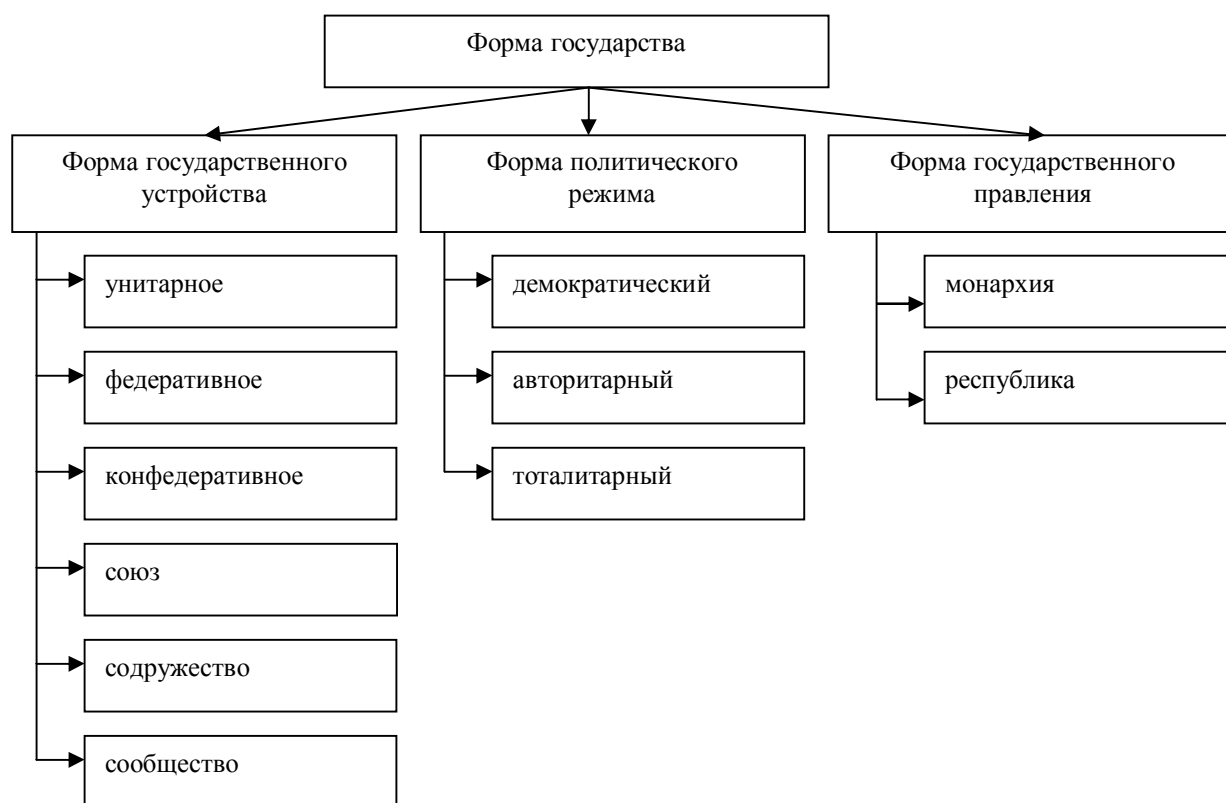 Форма государства
Форма государственного
устройства
унитарное
федеративное
конфедеративное
союз
содружество
сообщество
Форма политического
режима
демократический
авторитарный
тоталитарный
Форма государственного
правления
монархия
республика